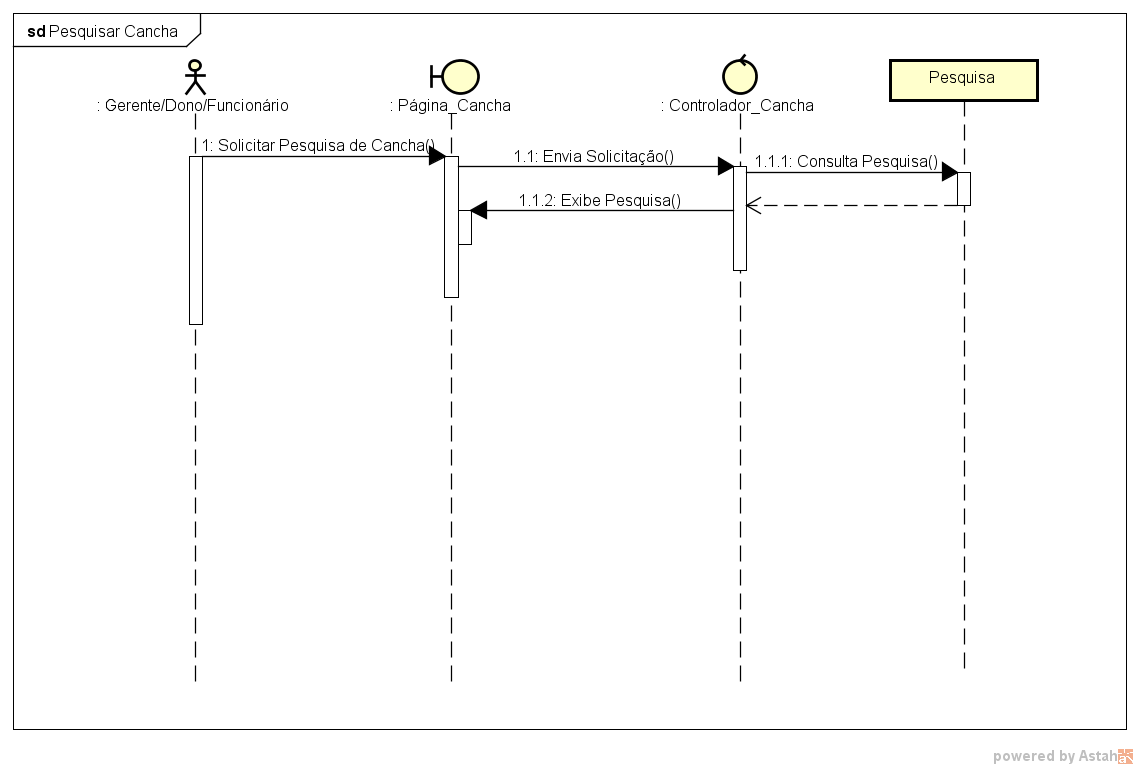 sd Pesquisar Cancha
: Gerente/Dono/Funcionário
: Página_Cancha
: Controlador_Cancha
Pesquisa
1: Solicitar Pesquisa de Cancha()
1.1: Envia Solicitação()
1.1.1: Consulta Pesquisa()
1.1.2: Exibe Pesquisa()
powered by Astah